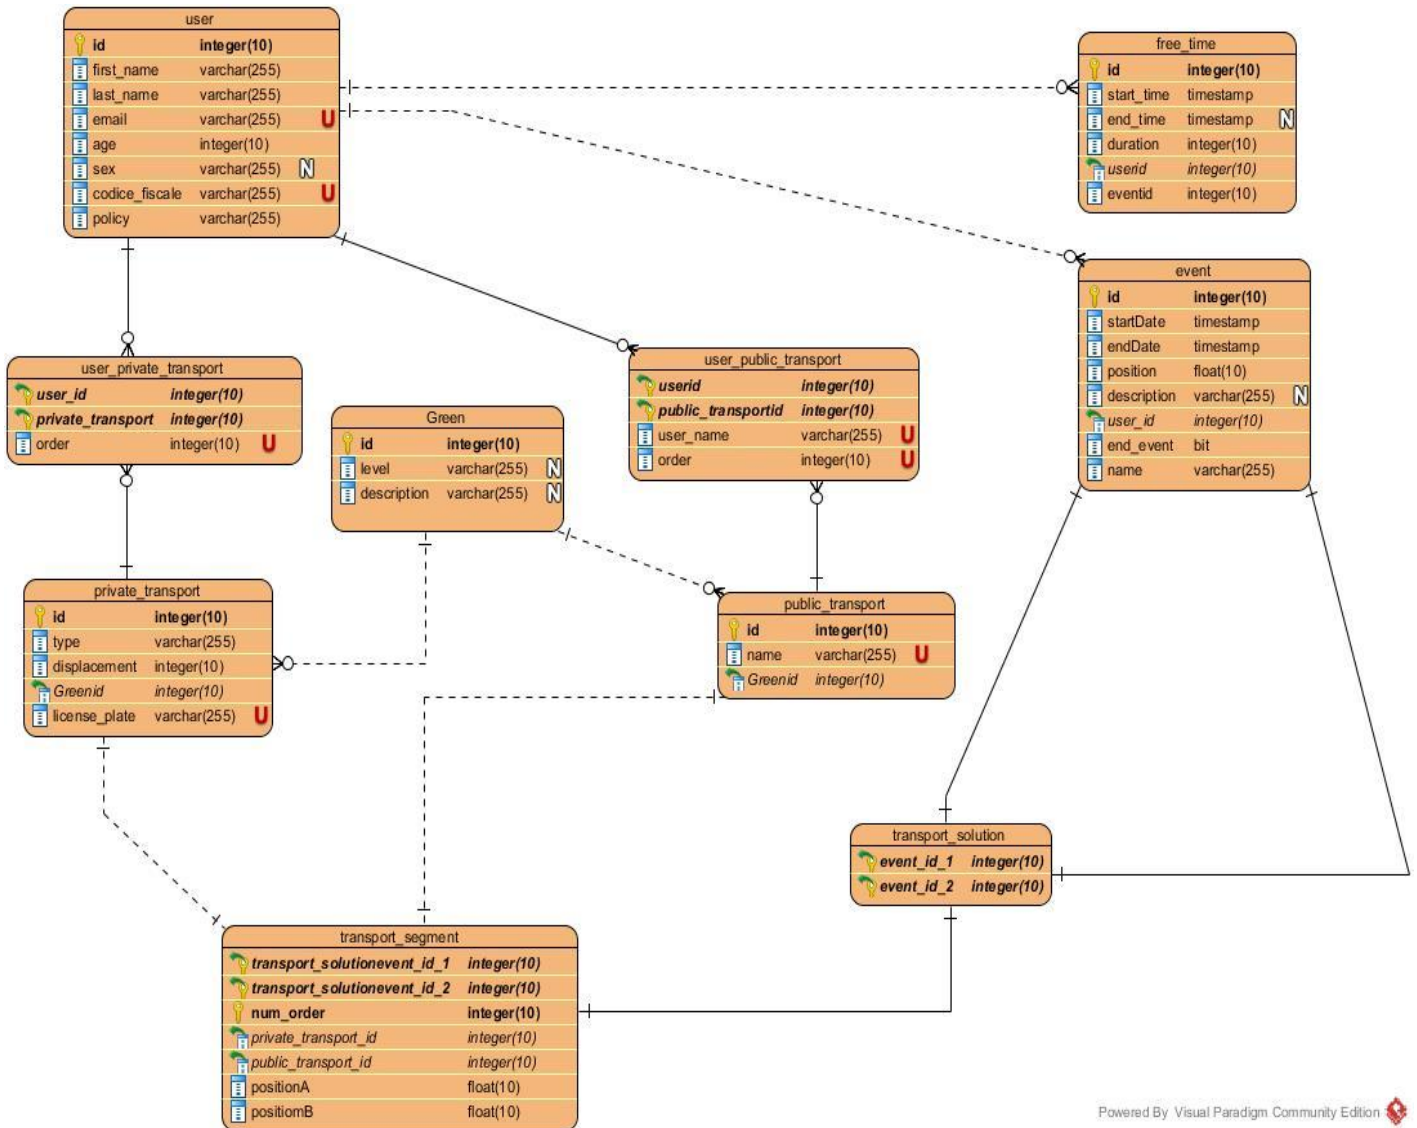 user
id integer(10)
first_name varchar(255)
last_name varchar(255)
email varchar(255) U
age integer(10)
sex varchar(255) N
codice_fiscale varchar(255) U
policy varchar(255)
free_time
id integer(10)
start_time timestamp
end_time timestamp N
duration integer(10)
userid integer(10)
eventid integer(10)
event
id integer(10)
startDate timestamp
endDate timestamp
position float(10)
description varchar(255) N
user_id integer(10)
end_event bit
name varchar(255)
user_private_transport
user_id integer(10)
private_transport integer(10)
order integer(10) U
Green
id integer(10)
level varchar(255) N
description varchar(255) N
user_public_transport
userid integer(10)
public_transportid integer(10)
user_name varchar(255) U
order integer(10) U
private_transport
id integer(10)
type varchar(255)
displacement integer(10)
Greenid integer(10)
license_plate varchar(255) U
public_transport
id integer(10)
name varchar(255) U
Greenid integer(10)
transport_solution
event_id_1 integer(10)
event_id_2 integer(10)
transport_segment
transport_solutionevent_id_1 integer(10)
transport_solutionevent_id_2 integer(10)
num_order integer(10)
private_transport_id integer(10)
public_transport_id integer(10)
positionA float(10)
positiomB float(10)
Powered By Visual Paradigm Community Edition